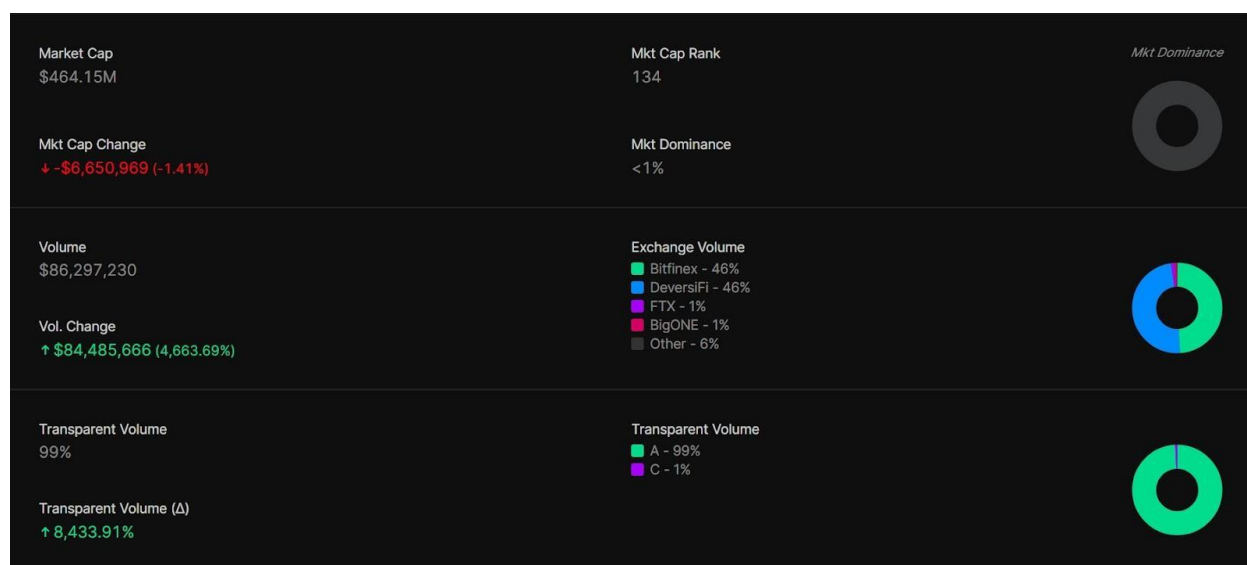 Market Cap
$464.15M
Mkt Cap Change
↓ -$6,650,969 (-1.41%)
Mkt Cap Rank
134
Mkt Dominance
<1%
Mkt Dominance
Volume
$86,297,230
Vol. Change
↑ $84,485,666 (4,663.69%)
Exchange Volume
Bitfinex - 46%
DeversiFi - 46%
FTX - 1%
BigONE - 1%
Other - 6%
Transparent Volume
99%
Transparent Volume (Δ)
↑ 8,433.91%
Transparent Volume
A - 99%
C - 1%